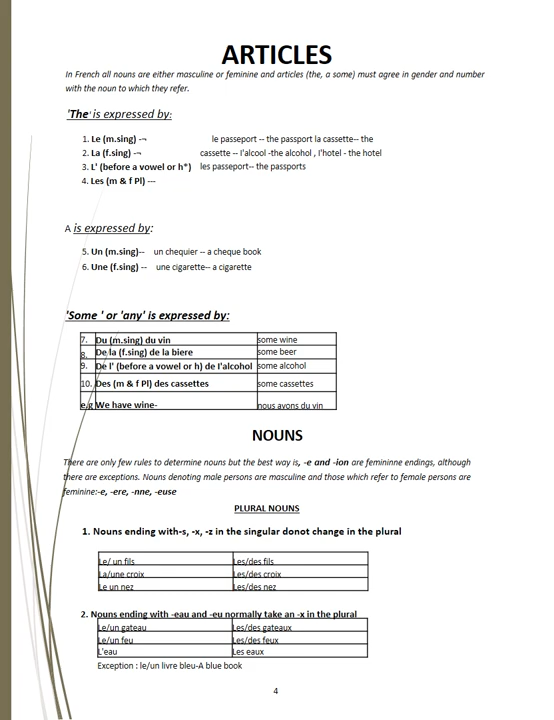 ARTICLES
In French all nouns are either masculine or feminine and articles (the, a some) must agree in gender and number
with the noun to which they refer.
'The' is expressed by:
1. Le (m.sing) -¬ le passeport -- the passport la cassette-- the
2. La (f.sing) -¬ cassette -- l'alcool -the alcohol , l'hotel - the hotel
3. L' (before a vowel or h*) les passeport-- the passports
4. Les (m & f Pl) ---
A is expressed by:
5. Un (m.sing)-- un chequier -- a cheque book
6. Une (f.sing) -- une cigarette-- a cigarette
'Some ' or 'any' is expressed by:
7. Du (m.sing) du vin some wine
8. De la (f.sing) de la biere some beer
9. De l' (before a vowel or h) de l'alcohol some alcohol
10. Des (m & f Pl) des cassettes some cassettes
e.g We have wine- nous avons du vin
NOUNS
There are only few rules to determine nouns but the best way is, -e and -ion are femininne endings, although
there are exceptions. Nouns denoting male persons are masculine and those which refer to female persons are
feminine:-e, -ere, -nne, -euse
PLURAL NOUNS
1. Nouns ending with-s, -x, -z in the singular donot change in the plural
Le/ un fils Les/des fils
La/une croix Les/des croix
Le un nez Les/des nez
2. Nouns ending with -eau and -eu normally take an -x in the plural
Le/un gateau Les/des gateaux
Le/un feu Les/des feux
L'eau Les eaux
Exception : le/un livre bleu-A blue book
4